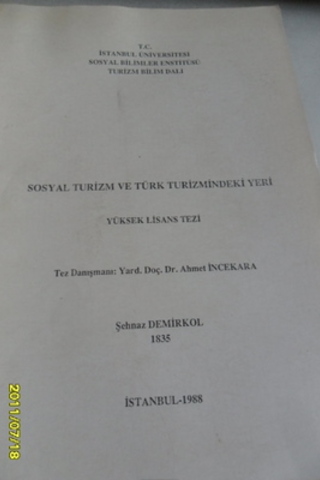 T.C.
İSTANBUL ÜNİVERSİTESİ
SOSYAL BİLİMLER ENSTİTÜSÜ
TURİZM BİLİM DALI
SOSYAL TURİZM VE TÜRK TURİZMİNDEKİ YERİ
YÜKSEK LİSANS TEZİ
Tez Danışmanı: Yard. Doç. Dr. Ahmet İNCEKARA
Şehnaz DEMİRKOL
1835
İSTANBUL-1988
2011/07/18